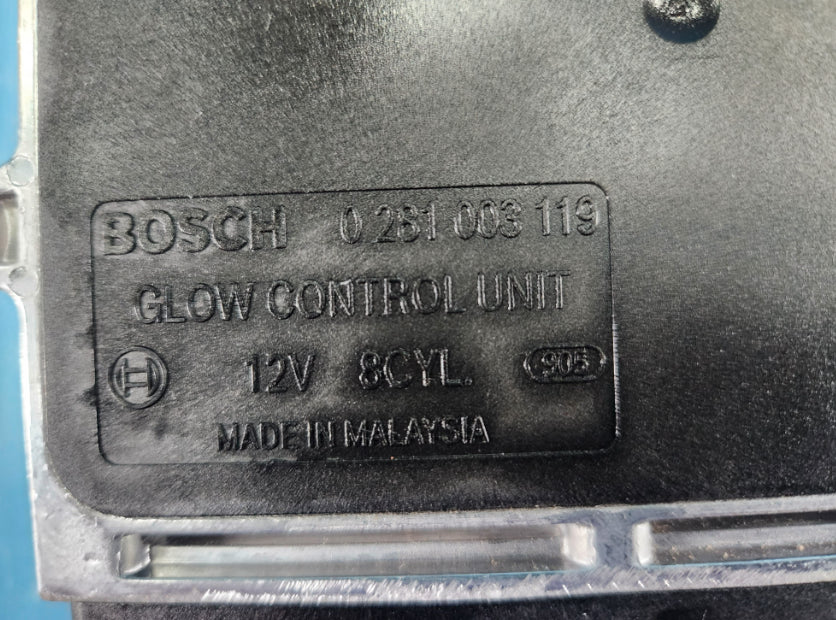 BOSCH 0 281 003 119
GLOW CONTROL UNIT
12V 8CYL. 905
MADE IN MALAYSIA